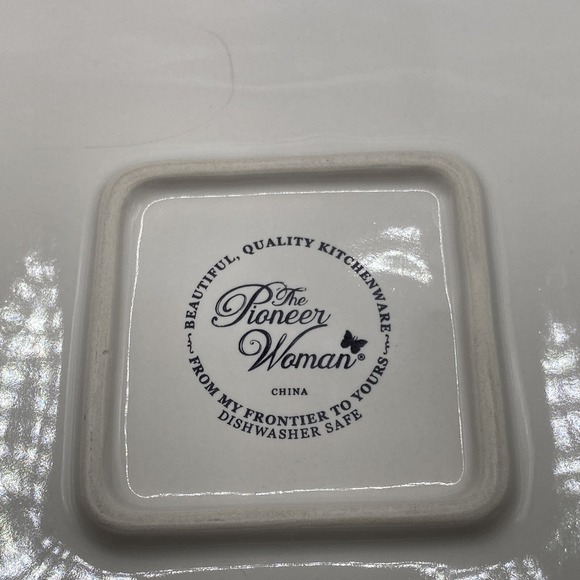 BEAUTIFUL, QUALITY KITCHENWARE
The
Pioneer
Woman®
CHINA
FROM MY FRONTIER TO YOURS
DISHWASHER SAFE